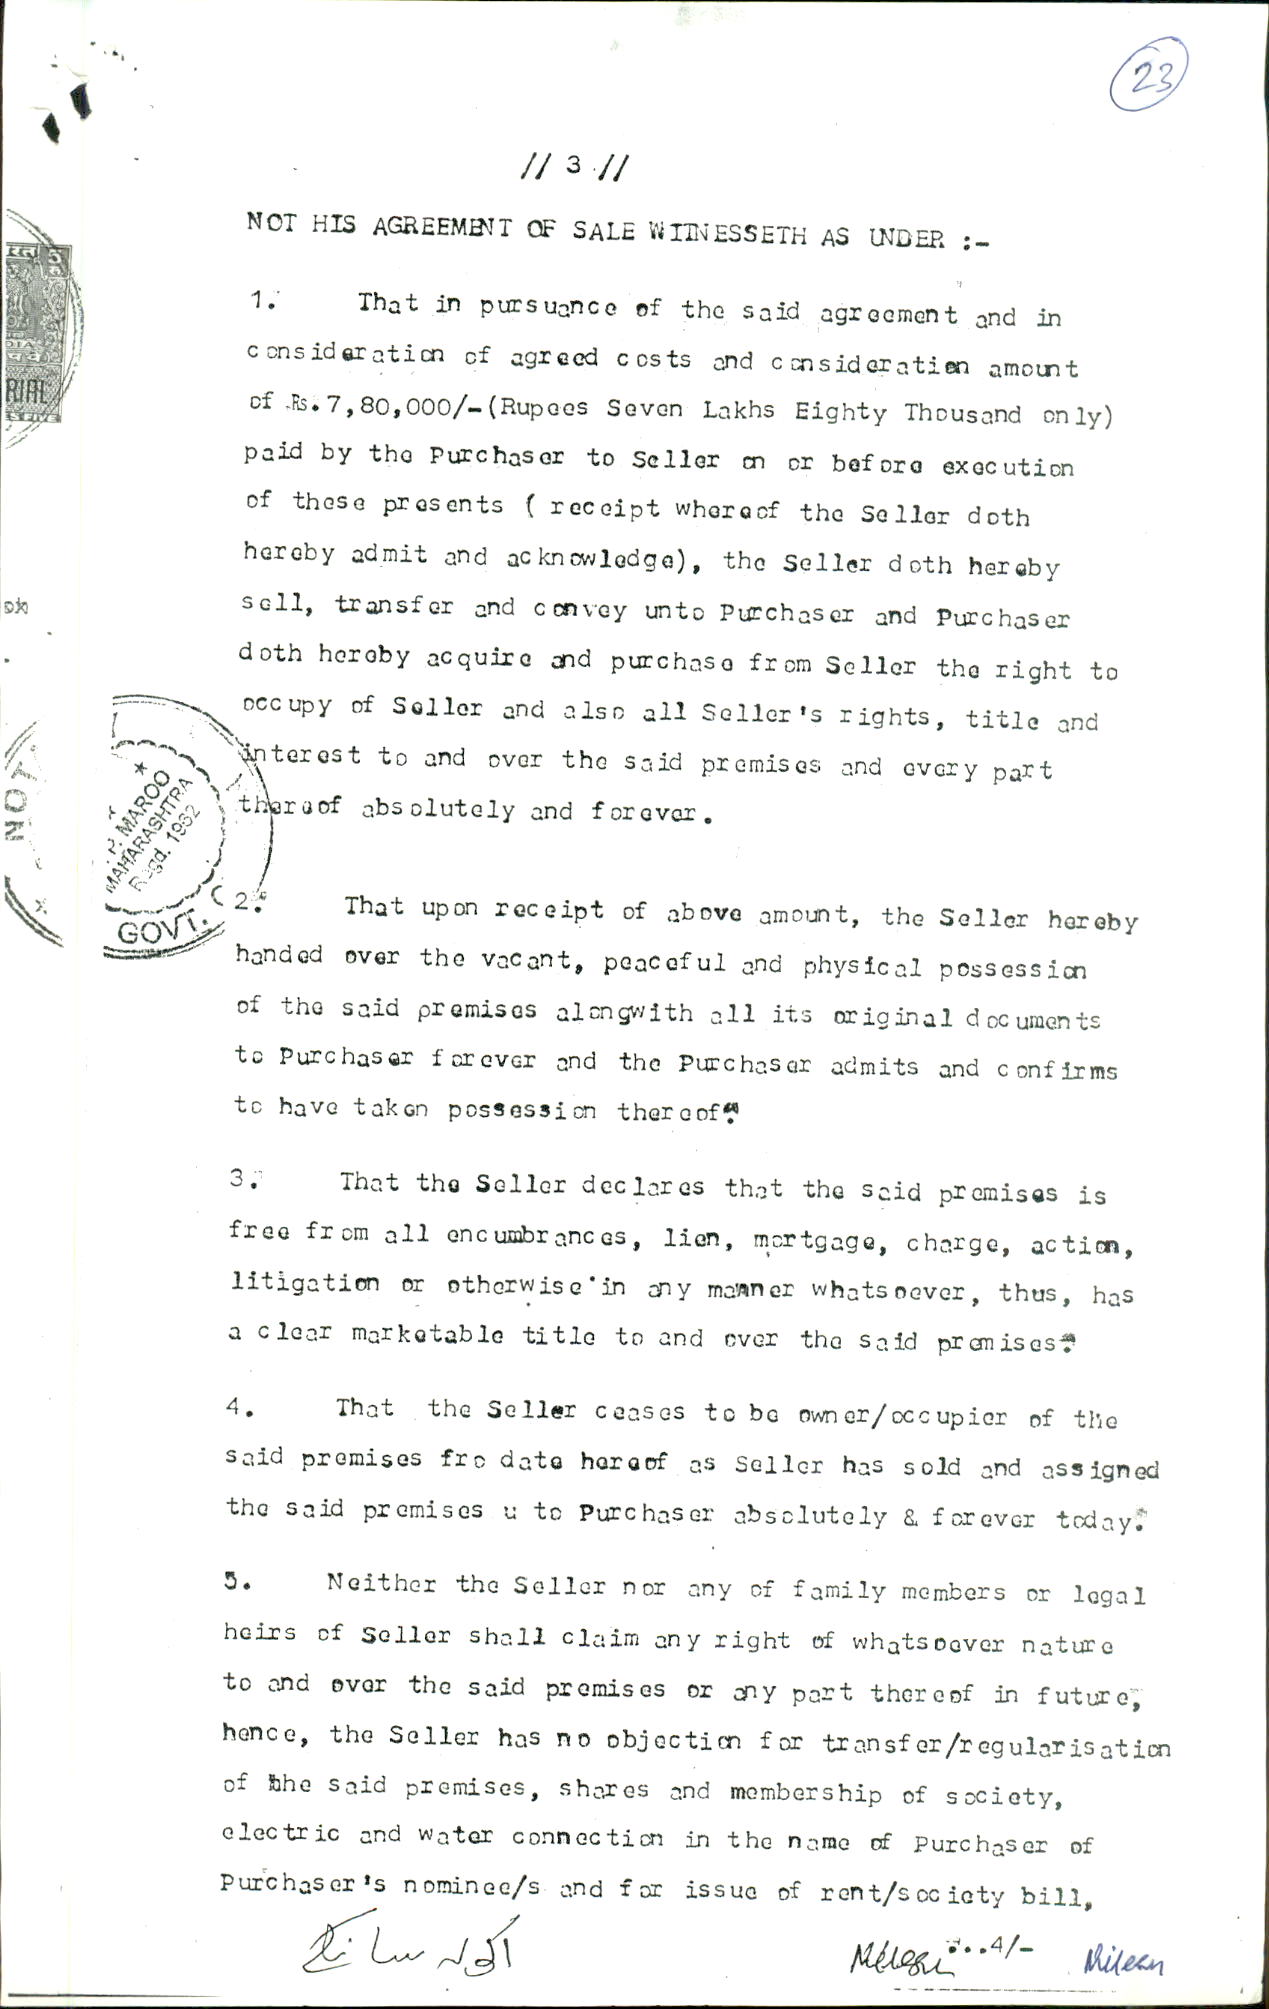 23
// 3 //
NOT HIS AGREEMENT OF SALE WITNESSETH AS UNDER :-
1. That in pursuance of the said agreement and in
consideration of agreed costs and consideration amount
of Rs.7,80,000/-(Rupees Seven Lakhs Eighty Thousand only)
paid by the Purchaser to Seller on or before execution
of these presents ( receipt whereof the Seller doth
hereby admit and acknowledge), the Seller doth hereby
sell, transfer and convey unto Purchaser and Purchaser
doth hereby acquire and purchase from Seller the right to
occupy of Seller and also all Seller's rights, title and
interest to and over the said premises and every part
thereof absolutely and forever.
RIAL
NOT
P. MAROO
MAHARASHTRA
Regd. 1962
GOVT.
2. That upon receipt of above amount, the Seller hereby
handed over the vacant, peaceful and physical possession
of the said premises alongwith all its original documents
to Purchaser forever and the Purchaser admits and confirms
to have taken possession thereof.
3. That the Seller declares that the said premises is
free from all encumbrances, lien, mortgage, charge, action,
litigation or otherwise in any manner whatsoever, thus, has
a clear marketable title to and over the said premises.
4. That the Seller ceases to be owner/occupier of the
said premises fro date hereof as Seller has sold and assigned
the said premises u to Purchaser absolutely & forever today.
5. Neither the Seller nor any of family members or legal
heirs of Seller shall claim any right of whatsoever nature
to and over the said premises or any part thereof in future,
hence, the Seller has no objection for transfer/regularisation
of the said premises, shares and membership of society,
electric and water connection in the name of Purchaser of
Purchaser's nominee/s and for issue of rent/society bill,
...4/-